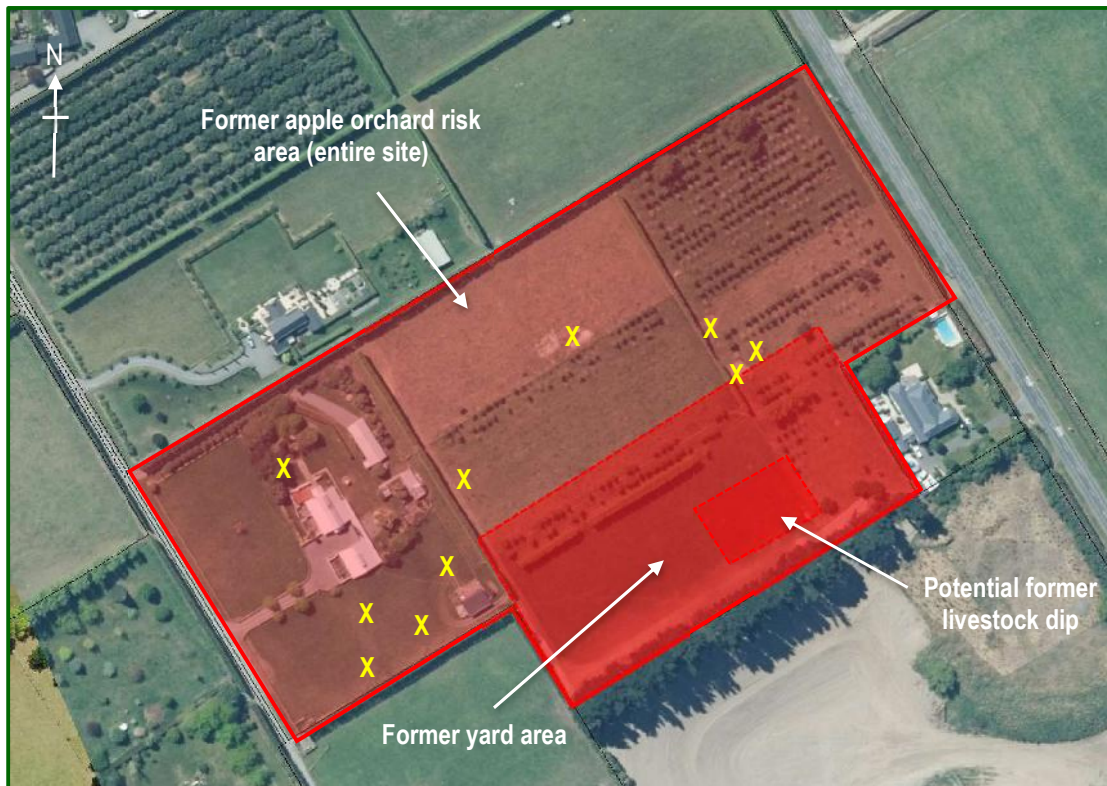 N
Former apple orchard risk
area (entire site)
X
X
X
X
X
X
X
X
X
X
Potential former
livestock dip
Former yard area